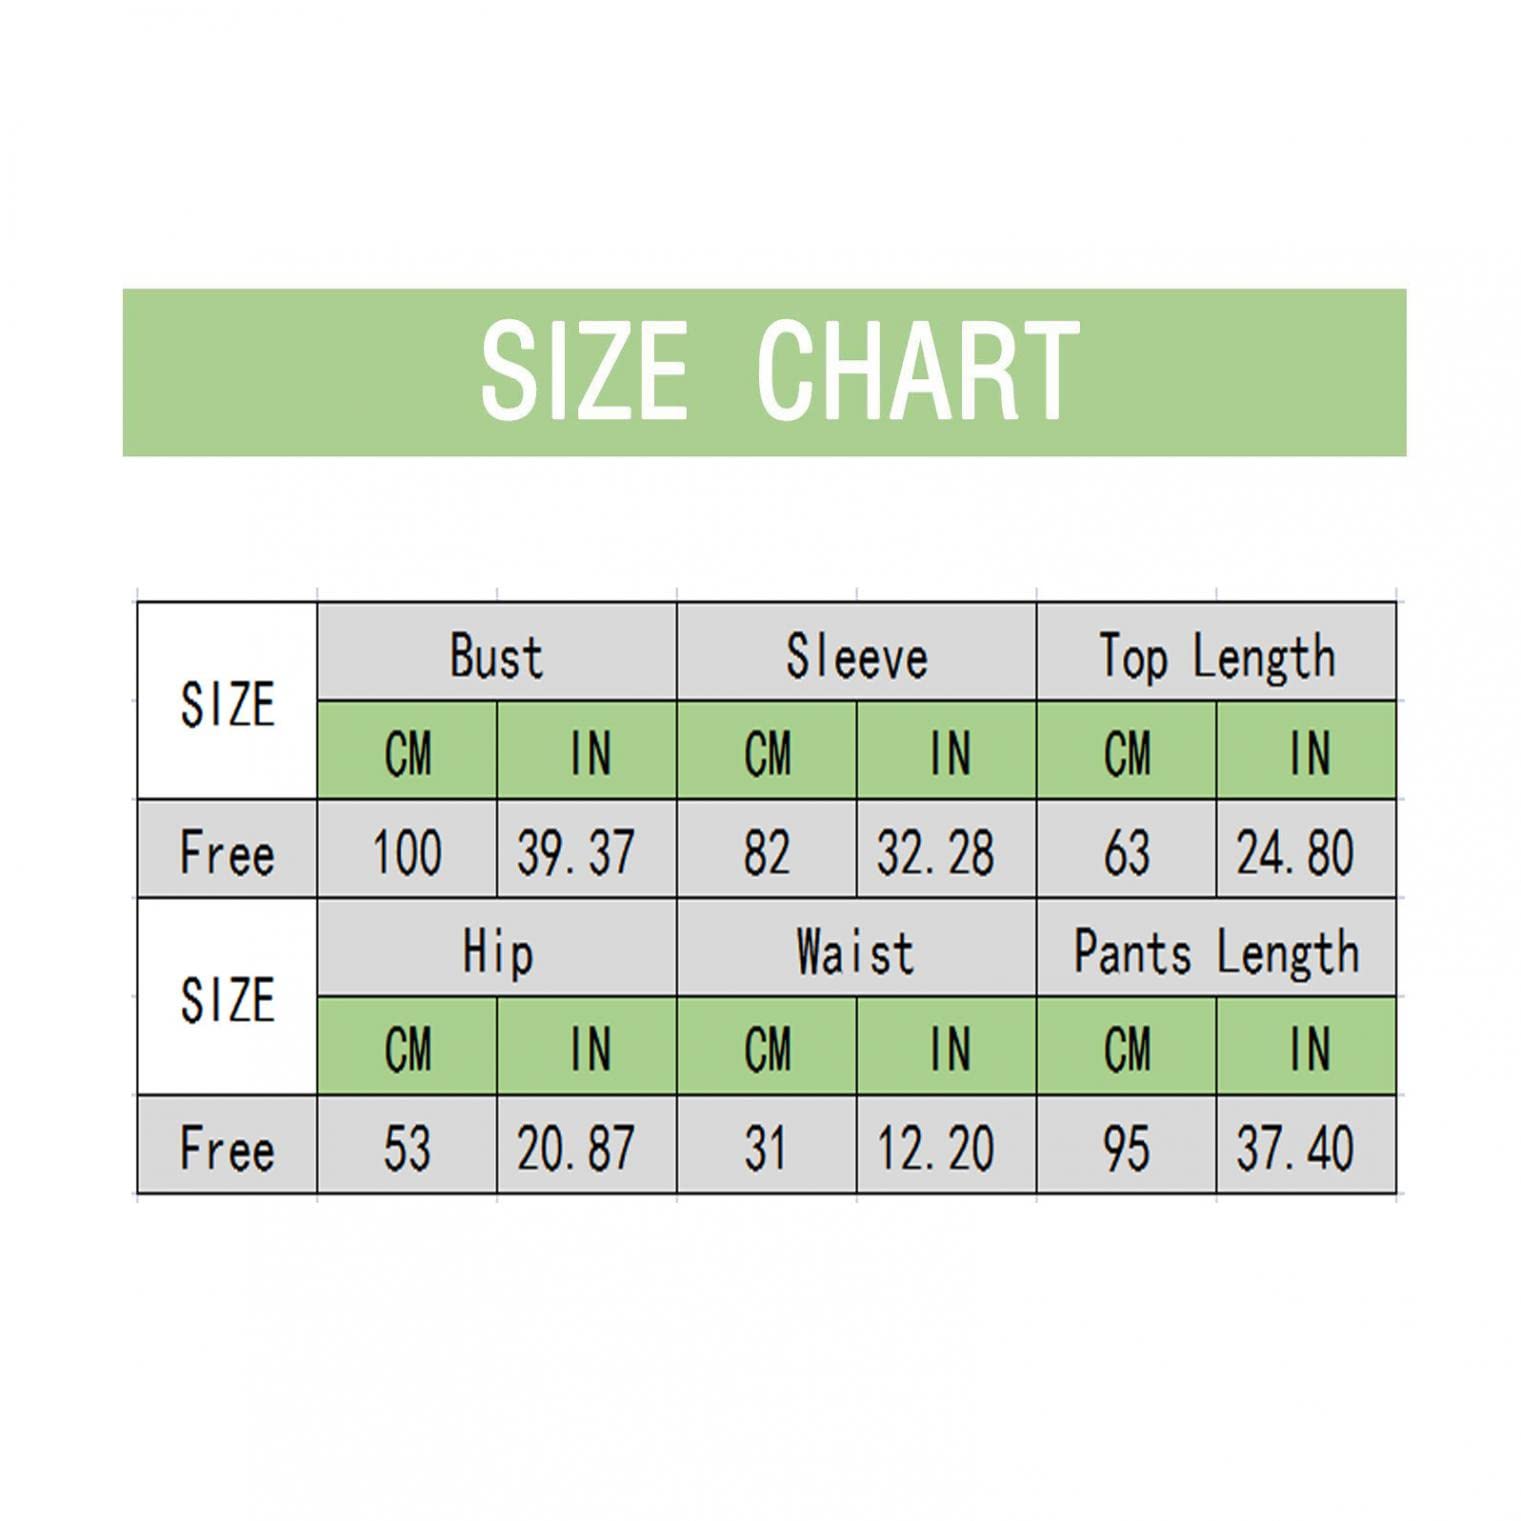 SIZE CHART
SIZE Bust Sleeve Top Length
CM IN CM IN CM IN
Free 100 39.37 82 32.28 63 24.80
SIZE Hip Waist Pants Length
CM IN CM IN CM IN
Free 53 20.87 31 12.20 95 37.40